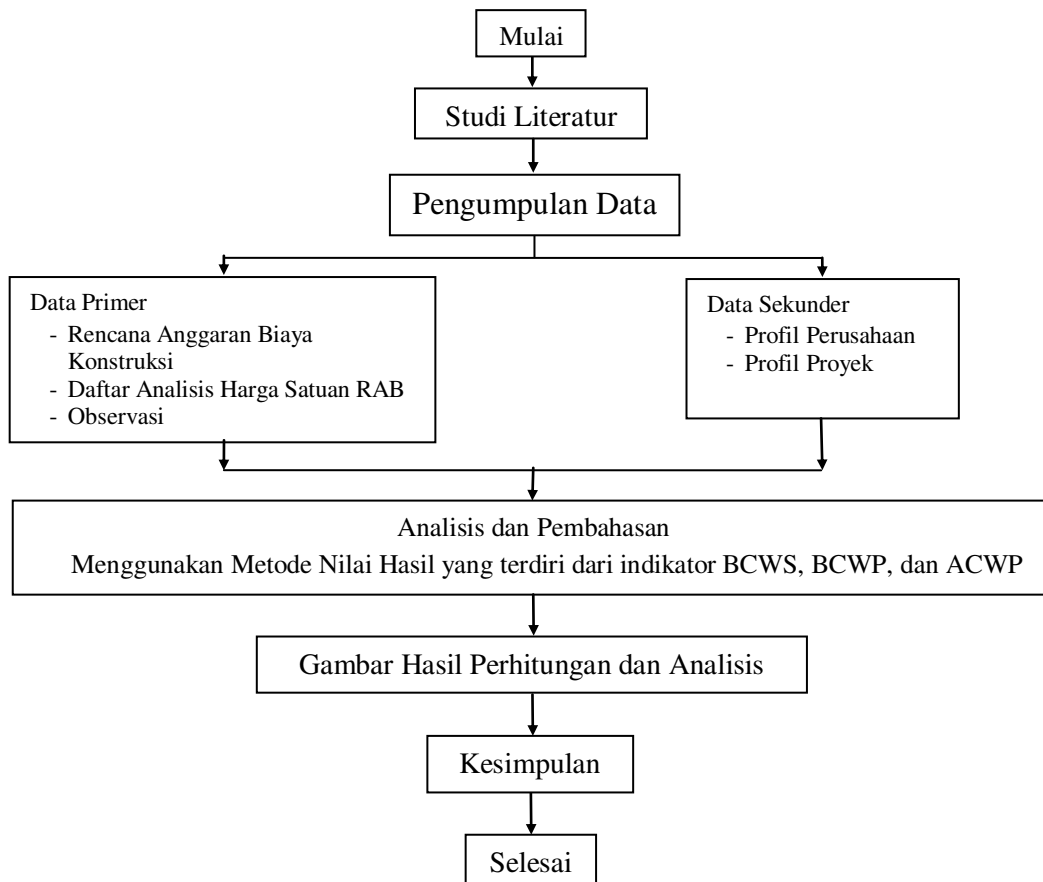 Mulai
Studi Literatur
Pengumpulan Data
Data Primer
- Rencana Anggaran Biaya
Konstruksi
- Daftar Analisis Harga Satuan RAB
- Observasi
Data Sekunder
- Profil Perusahaan
- Profil Proyek
Analisis dan Pembahasan
Menggunakan Metode Nilai Hasil yang terdiri dari indikator BCWS, BCWP, dan ACWP
Gambar Hasil Perhitungan dan Analisis
Kesimpulan
Selesai